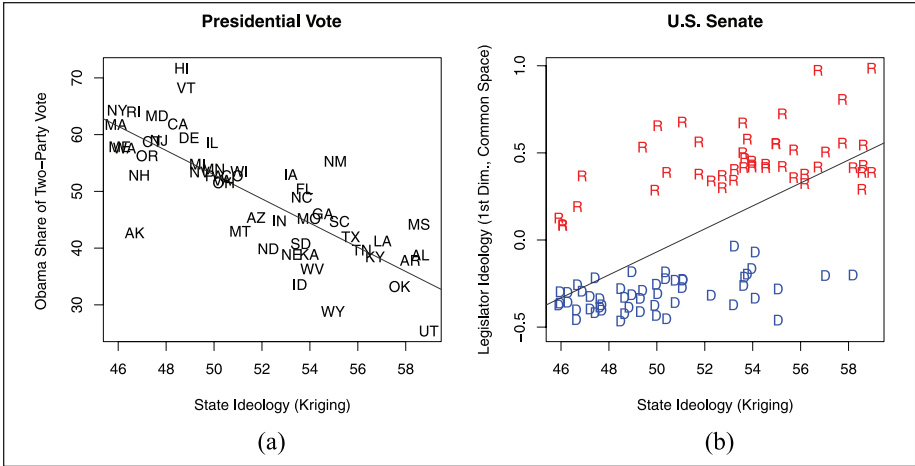 (a)
Presidential Vote
Obama Share of Two−Party Vote
70
60
50
40
30
HI
VT
NY
RI
MD
MA
CA
DE
NJ
IL
CT
WA
OR
NH
NM
MI
MN
WI
CO
OH
IA
FL
NC
GA
MO
SC
MS
AZ
IN
AK
MT
TX
LA
ND
SD
TN
NE
KA
KY
AR
AL
WV
ID
OK
WY
UT
46 48 50 52 54 56 58
State Ideology (Kriging)
(a)
(b)
U.S. Senate
Legislator Ideology (1st Dim., Common Space)
1.0
0.5
0.0
−0.5
R
D
46 48 50 52 54 56 58
State Ideology (Kriging)
(b)